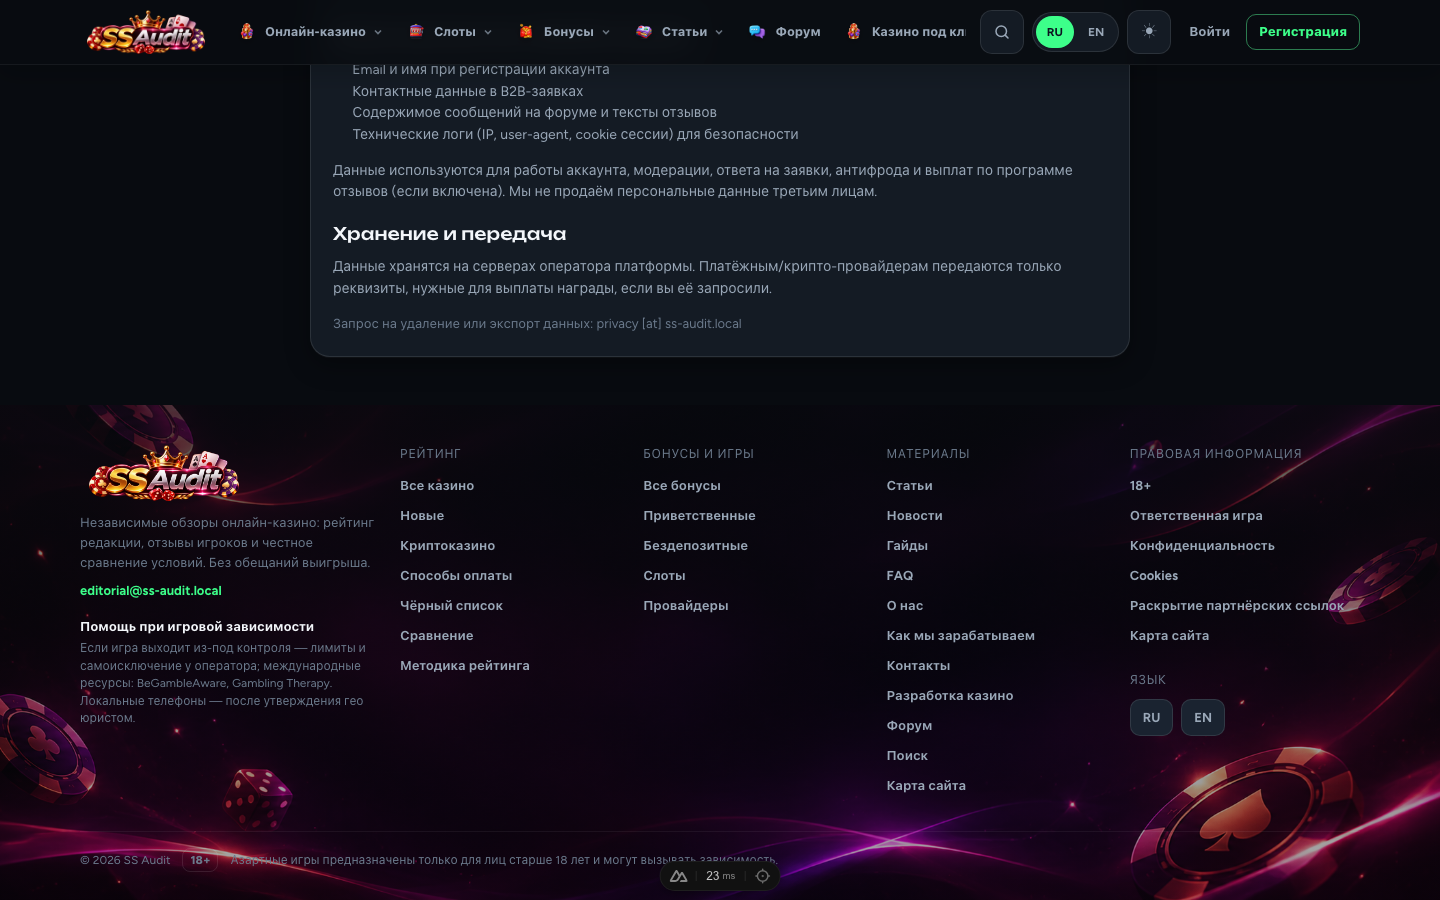 SSAudit
Онлайн-казино
Слоты
Бонусы
Статьи
Форум
Казино под кл
RU
EN
Войти
Регистрация
Email и имя при регистрации аккаунта
Контактные данные в B2B-заявках
Содержимое сообщений на форуме и тексты отзывов
Технические логи (IP, user-agent, cookie сессии) для безопасности
Данные используются для работы аккаунта, модерации, ответа на заявки, антифрода и выплат по программе
отзывов (если включена). Мы не продаём персональные данные третьим лицам.
Хранение и передача
Данные хранятся на серверах оператора платформы. Платёжным/крипто-провайдерам передаются только
реквизиты, нужные для выплаты награды, если вы её запросили.
Запрос на удаление или экспорт данных: privacy [at] ss-audit.local
SSAudit
Независимые обзоры онлайн-казино: рейтинг
редакции, отзывы игроков и честное
сравнение условий. Без обещаний выигрыша.
editorial@ss-audit.local
Помощь при игровой зависимости
Если игра выходит из-под контроля — лимиты и
самоисключение у оператора; международные
ресурсы: BeGambleAware, Gambling Therapy.
Локальные телефоны — после утверждения гео
юристом.
РЕЙТИНГ
Все казино
Новые
Криптоказино
Способы оплаты
Чёрный список
Сравнение
Методика рейтинга
БОНУСЫ И ИГРЫ
Все бонусы
Приветственные
Бездепозитные
Слоты
Провайдеры
МАТЕРИАЛЫ
Статьи
Новости
Гайды
FAQ
О нас
Как мы зарабатываем
Контакты
Разработка казино
Форум
Поиск
Карта сайта
ПРАВОВАЯ ИНФОРМАЦИЯ
18+
Ответственная игра
Конфиденциальность
Cookies
Раскрытие партнёрских ссылок
Карта сайта
ЯЗЫК
RU
EN
© 2026 SS Audit
18+
Азартные игры предназначены только для лиц старше 18 лет и могут вызывать зависимость.
23 ms